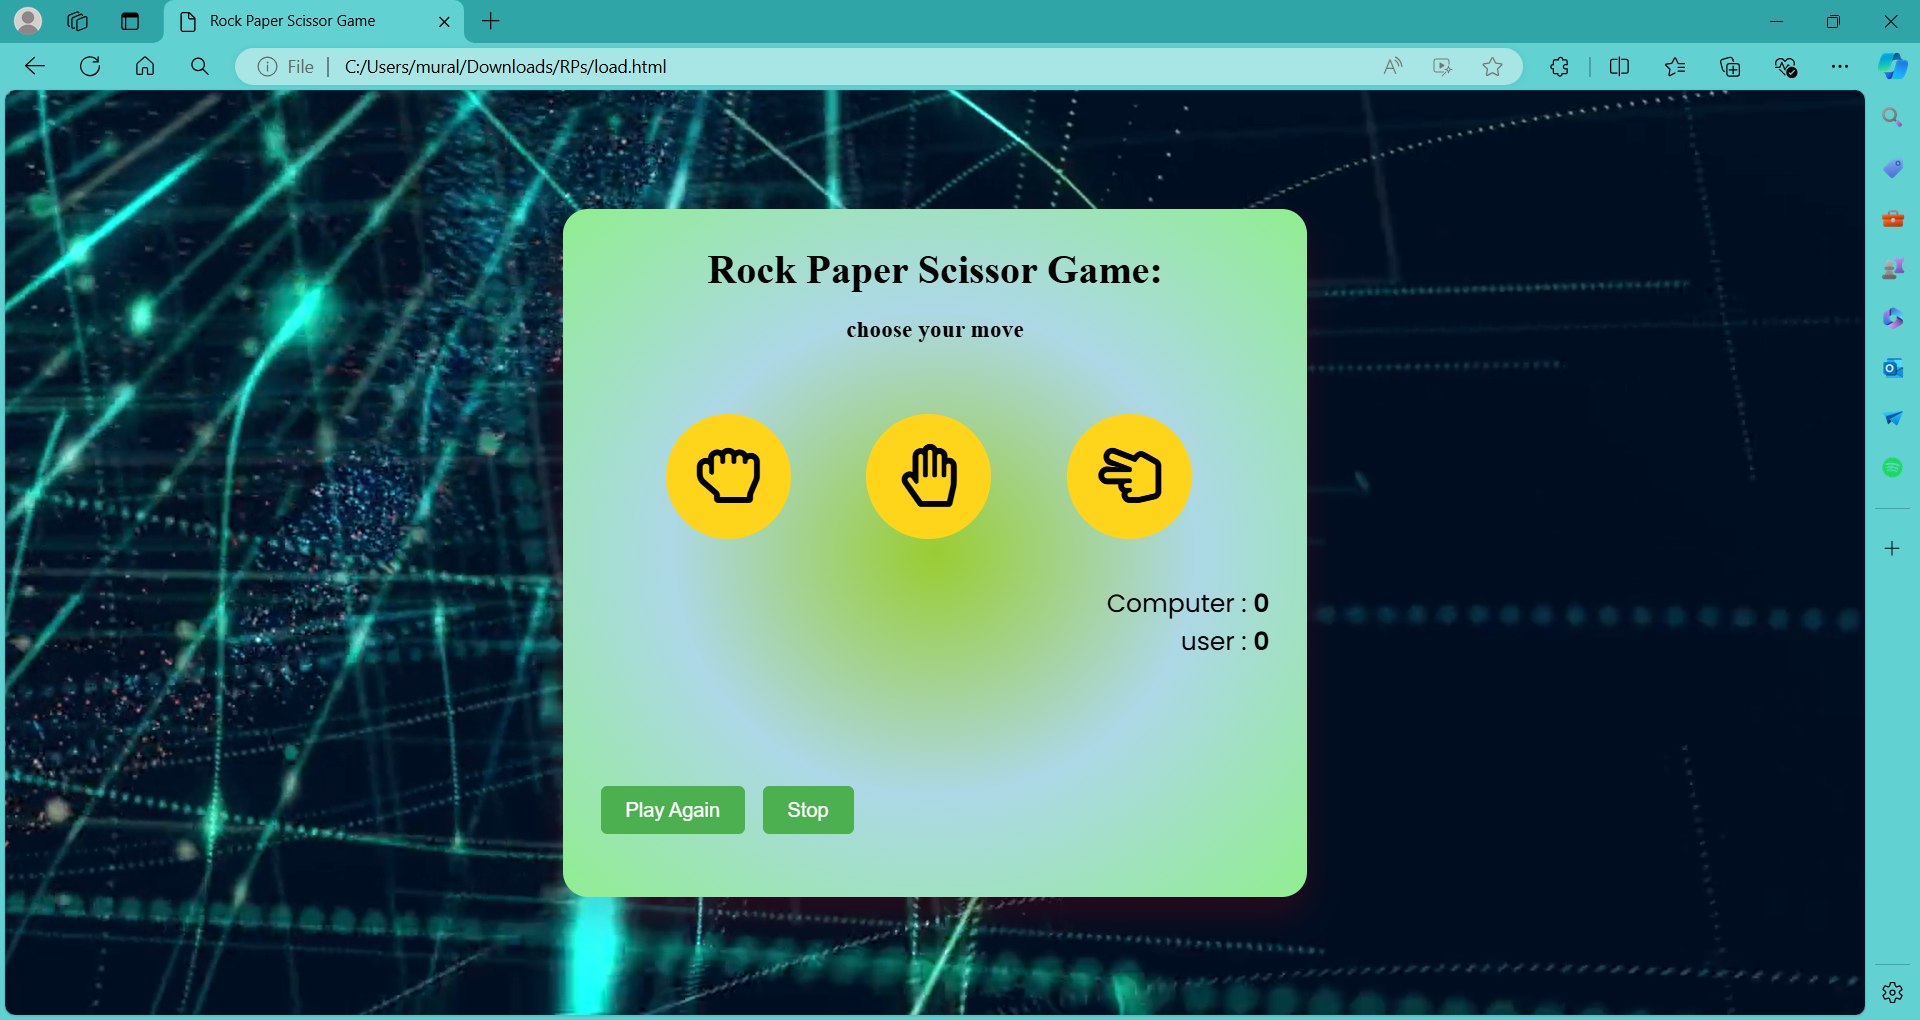 Rock Paper Scissor Game
File | C:/Users/mural/Downloads/RPs/load.html
Rock Paper Scissor Game:
choose your move
Computer : 0
user : 0
Play Again
Stop